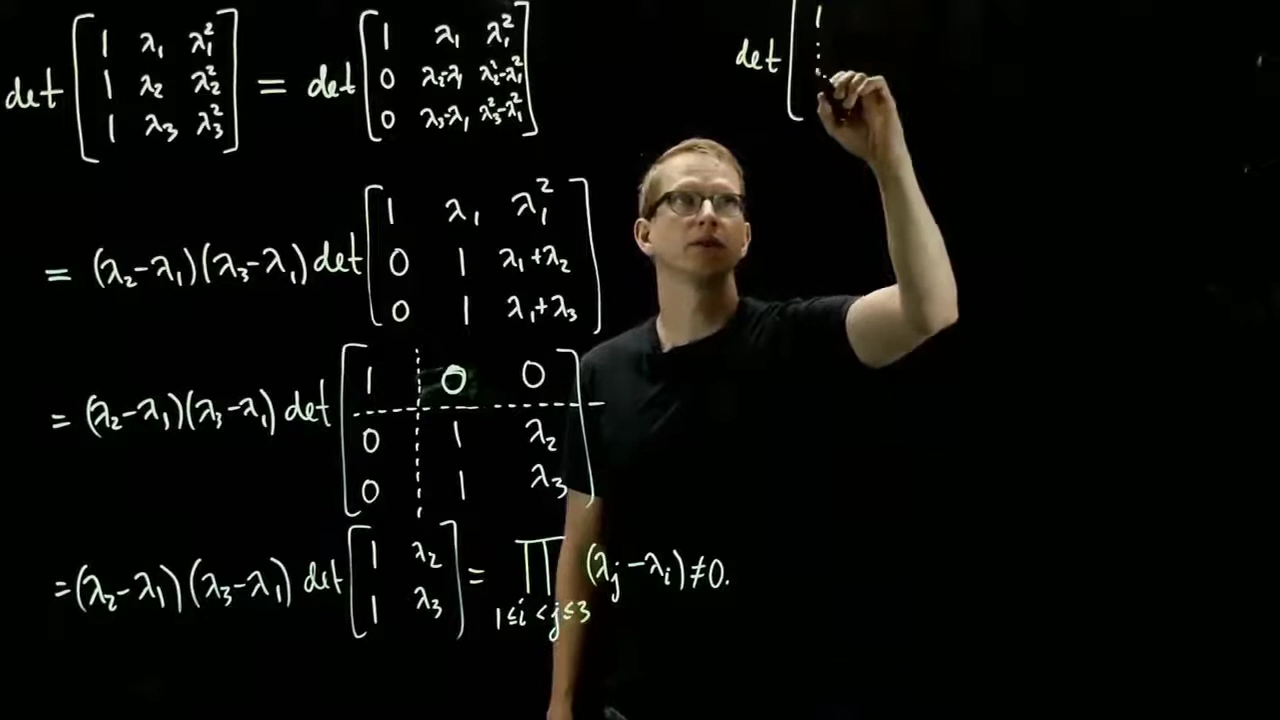 det [ 1 λ₁ λ₁² ; 1 λ₂ λ₂² ; 1 λ₃ λ₃² ] = det [ 1 λ₁ λ₁² ; 0 λ₂-λ₁ λ₂²-λ₁² ; 0 λ₃-λ₁ λ₃²-λ₁² ]
= (λ₂-λ₁)(λ₃-λ₁) det [ 1 λ₁ λ₁² ; 0 1 λ₁+λ₂ ; 0 1 λ₁+λ₃ ]
= (λ₂-λ₁)(λ₃-λ₁) det [ 1 0 0 ; 0 1 λ₂ ; 0 1 λ₃ ]
= (λ₂-λ₁)(λ₃-λ₁) det [ 1 λ₂ ; 1 λ₃ ] = ∏ 1≤i<j≤3 (λⱼ-λᵢ) ≠ 0.
det [ 1 ⋮